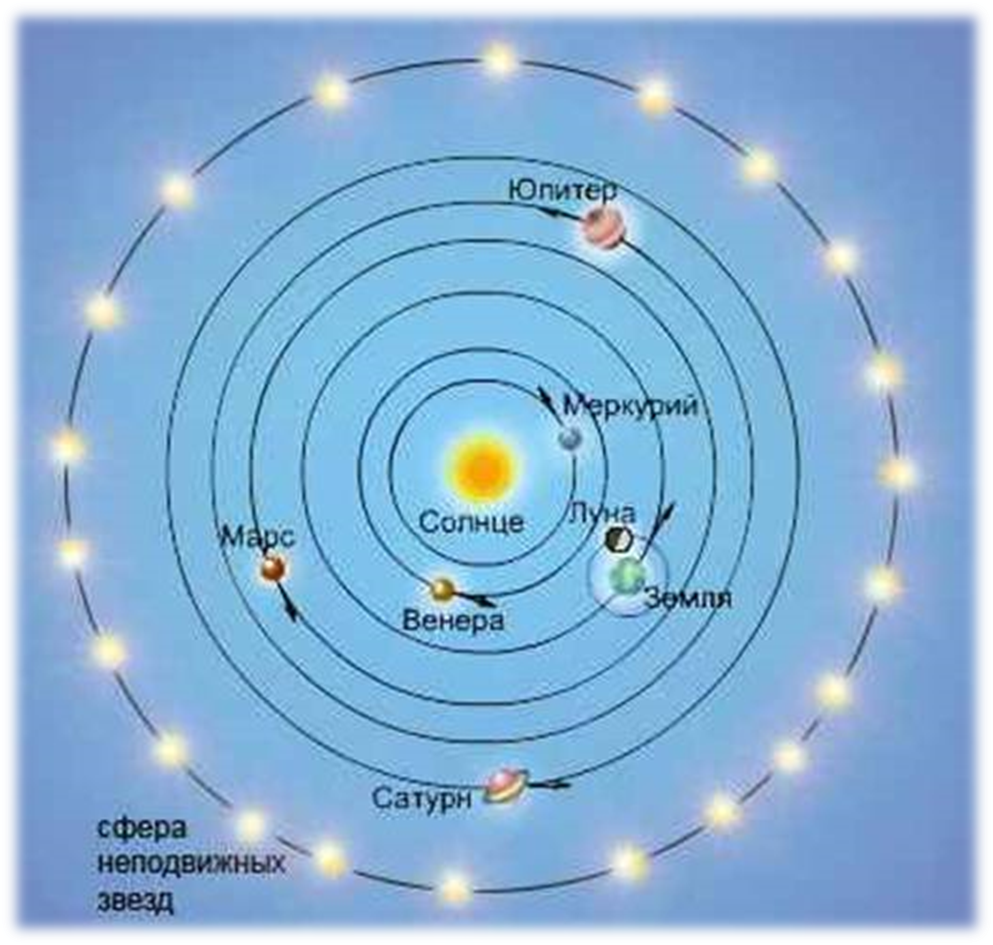 Юпитер
Меркурий
Солнце
Луна
Марс
Земля
Венера
Сатурн
сфера
неподвижных
звезд